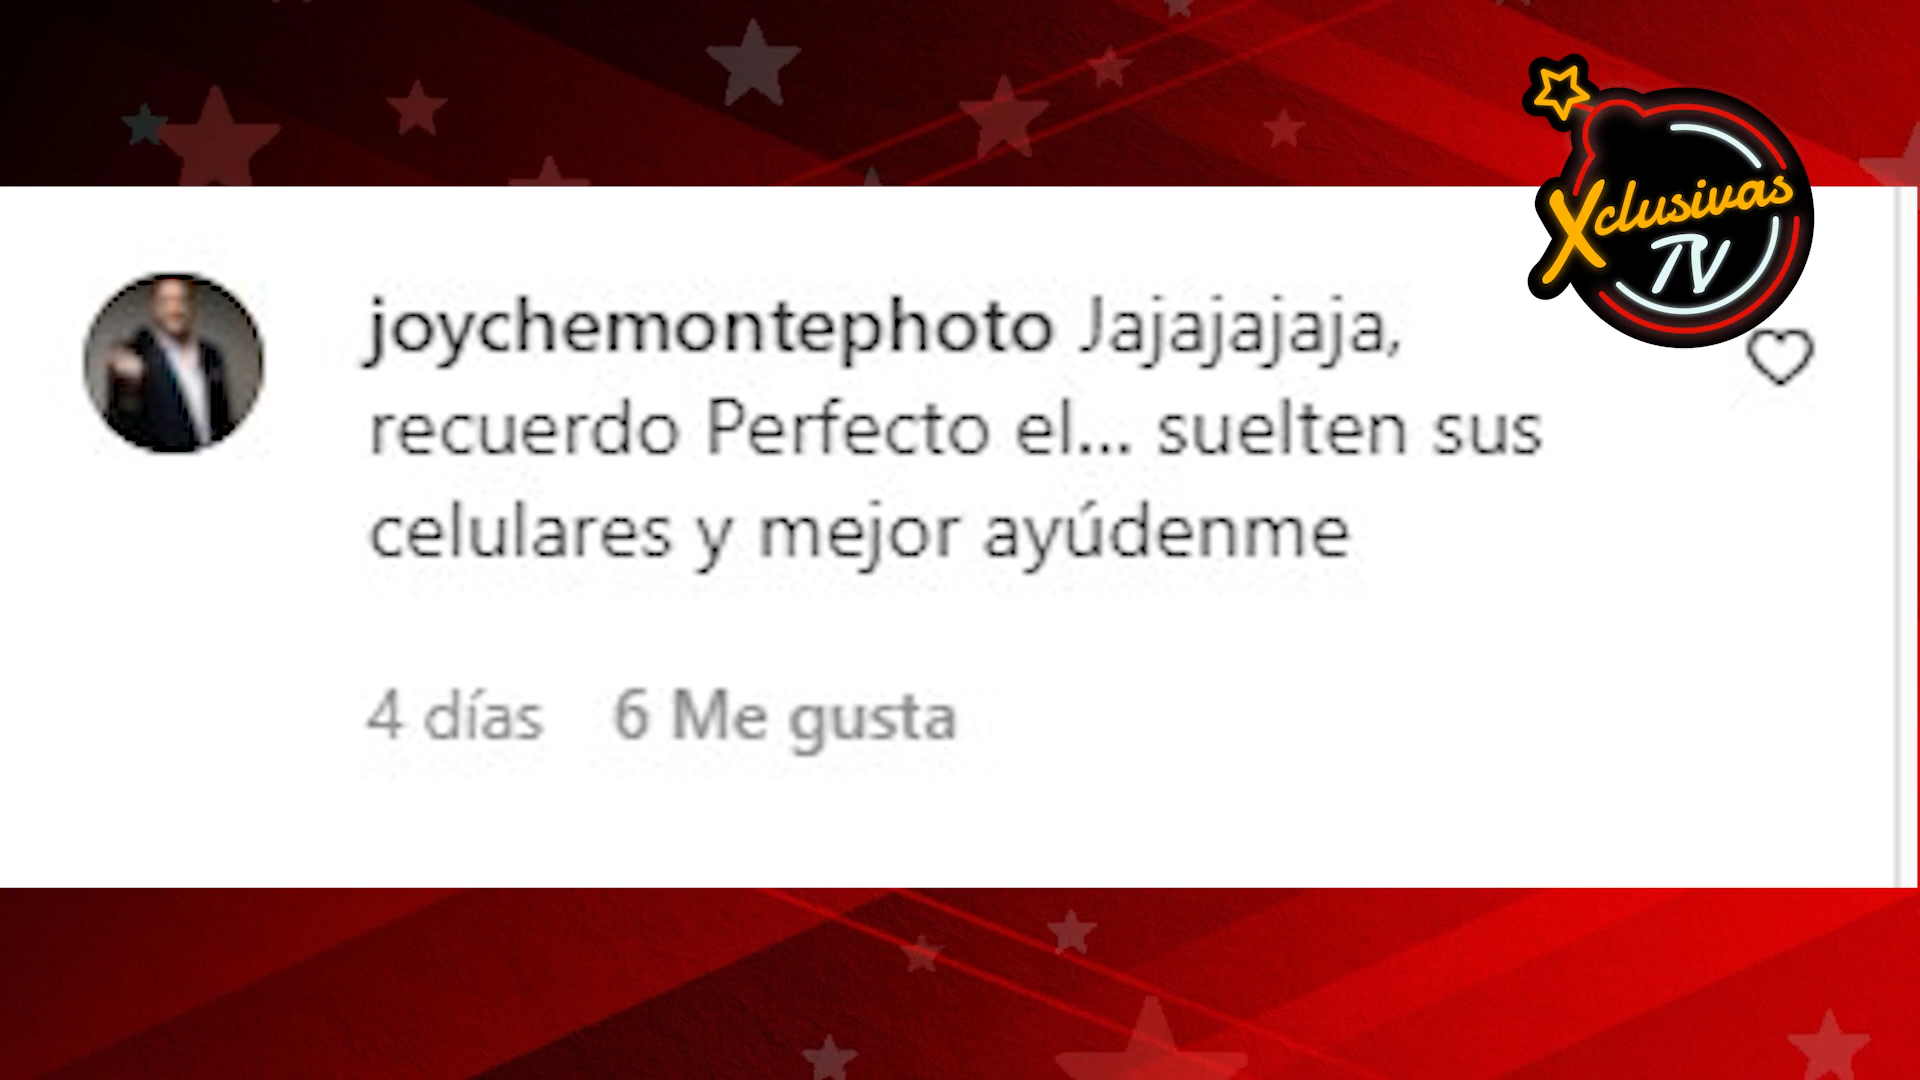 Xclusivas
TV
joychemontephoto Jajajajaja,
recuerdo Perfecto el... suelten sus
celulares y mejor ayúdenme
4 días 6 Me gusta